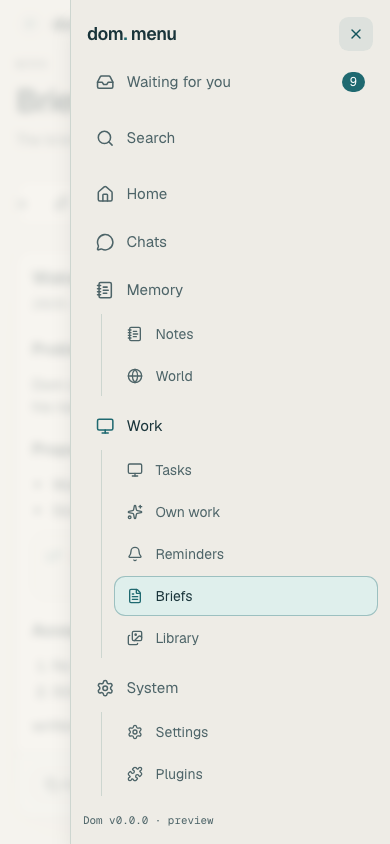 dom. menu
Waiting for you 9
Search
Home
Chats
Memory
Notes
World
Work
Tasks
Own work
Reminders
Briefs
Library
System
Settings
Plugins
Dom v0.0.0 · preview